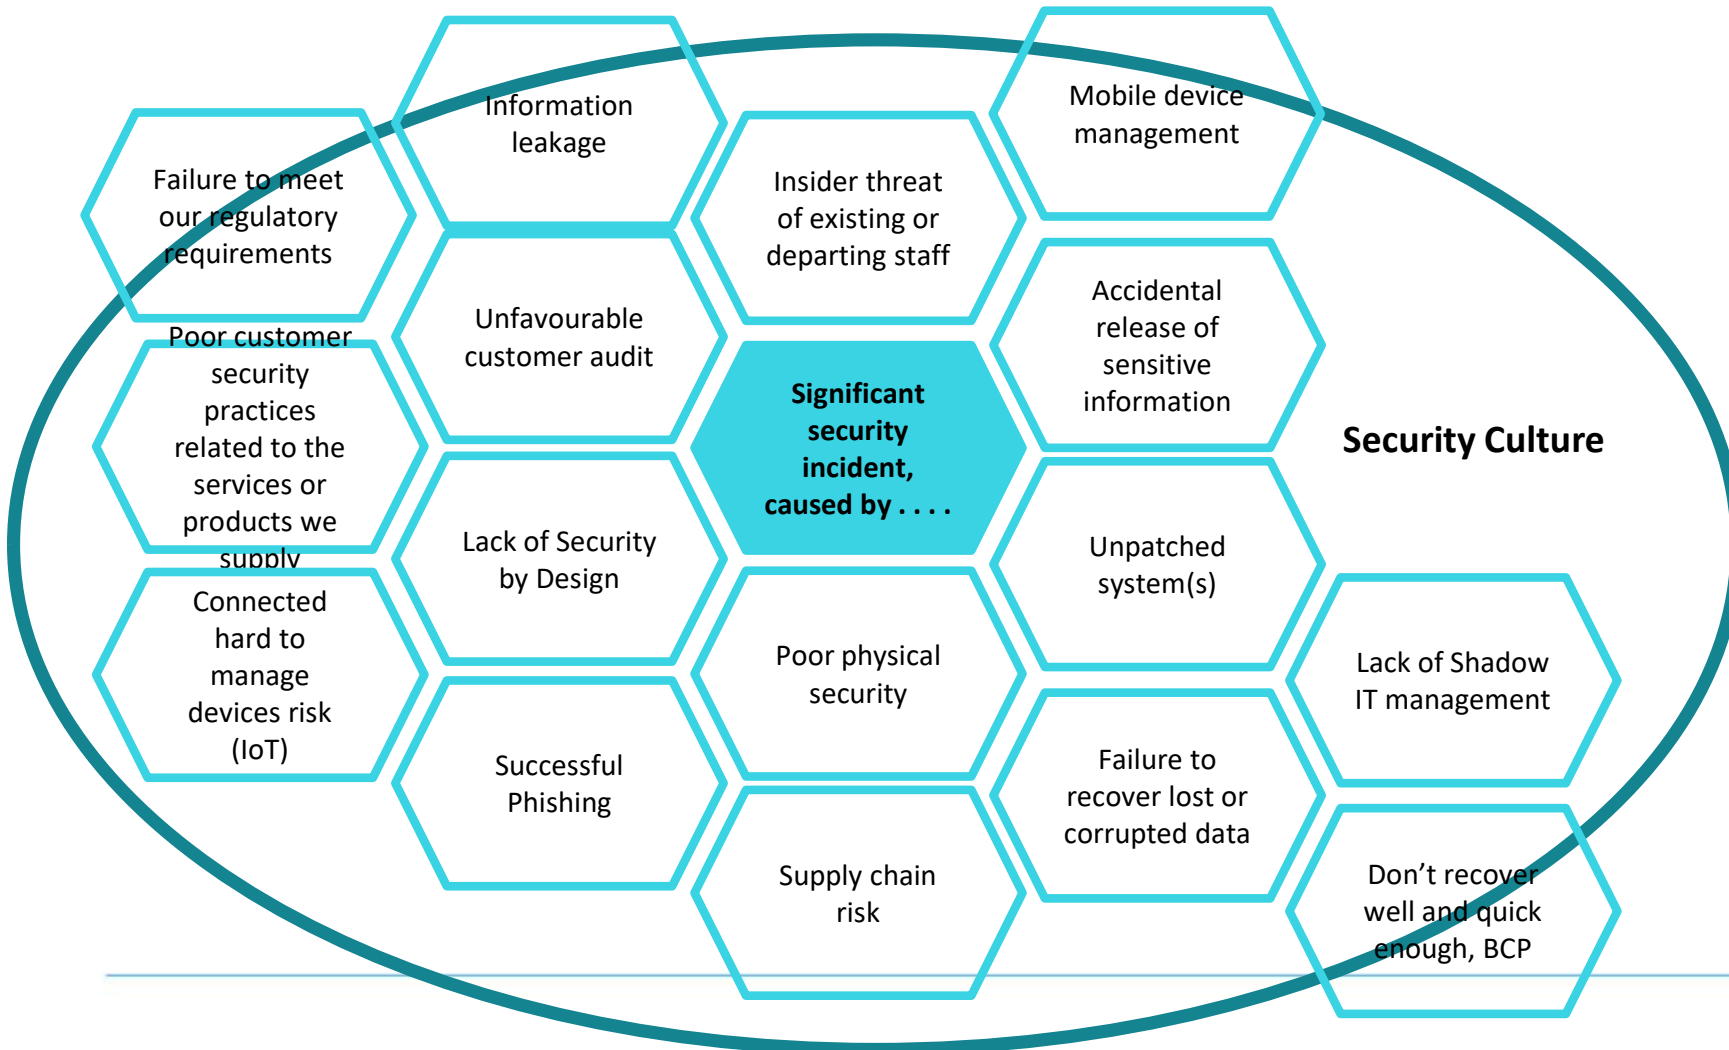 Information
leakage
Mobile device
management
Failure to meet
our regulatory
requirements
Insider threat
of existing or
departing staff
Unfavourable
customer audit
Accidental
release of
sensitive
information
Poor customer
security
practices
related to the
services or
products we
supply
Significant
security
incident,
caused by . . . .
Security Culture
Lack of Security
by Design
Unpatched
system(s)
Connected
hard to
manage
devices risk
(IoT)
Poor physical
security
Lack of Shadow
IT management
Successful
Phishing
Failure to
recover lost or
corrupted data
Supply chain
risk
Don’t recover
well and quick
enough, BCP